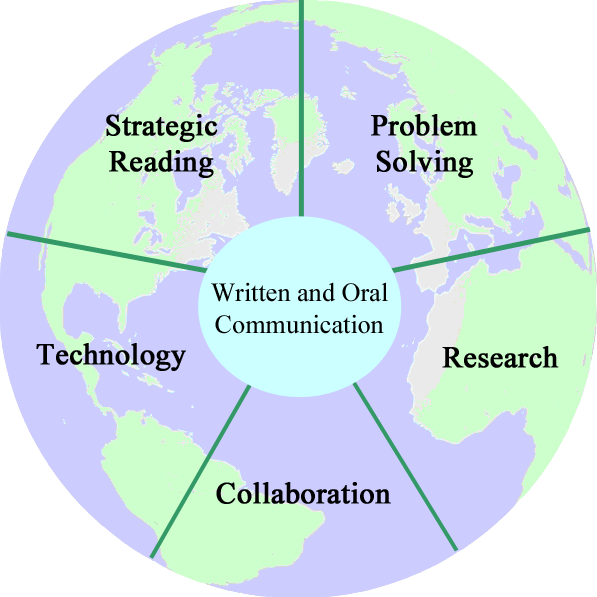 Strategic
Reading
Problem
Solving
Written and Oral
Communication
Technology
Research
Collaboration